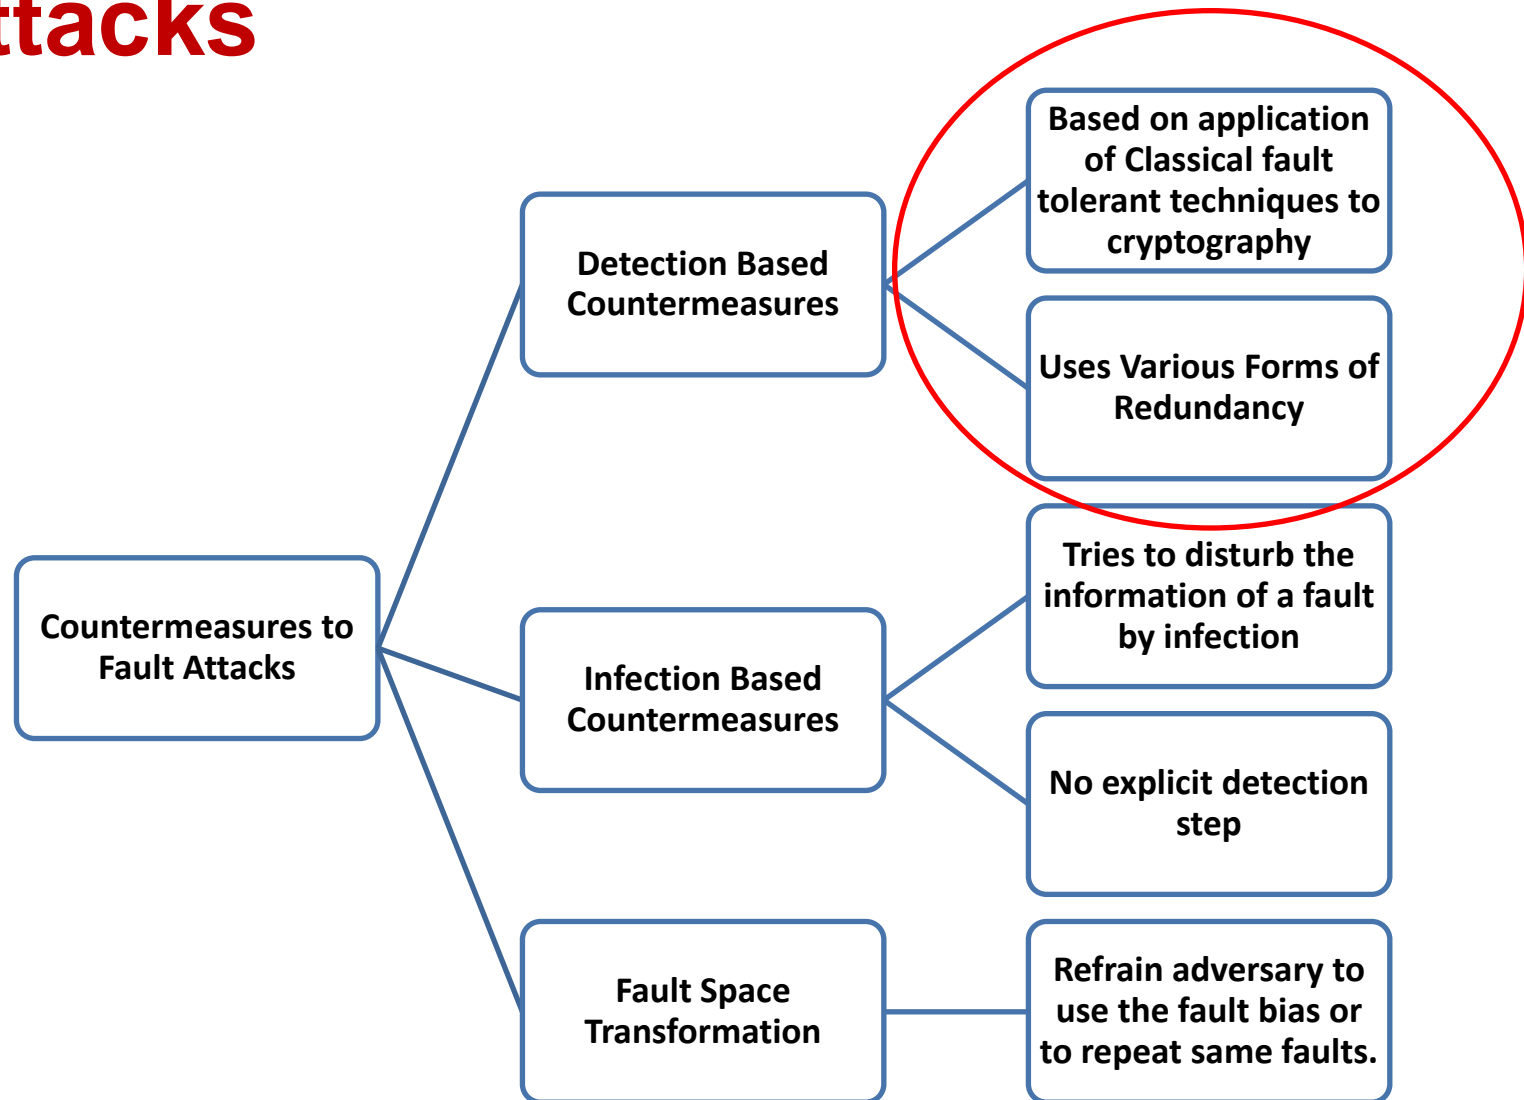 ttacks
Based on application
of Classical fault
tolerant techniques to
cryptography
Detection Based
Countermeasures
Uses Various Forms of
Redundancy
Tries to disturb the
information of a fault
by infection
Countermeasures to
Fault Attacks
Infection Based
Countermeasures
No explicit detection
step
Fault Space
Transformation
Refrain adversary to
use the fault bias or
to repeat same faults.